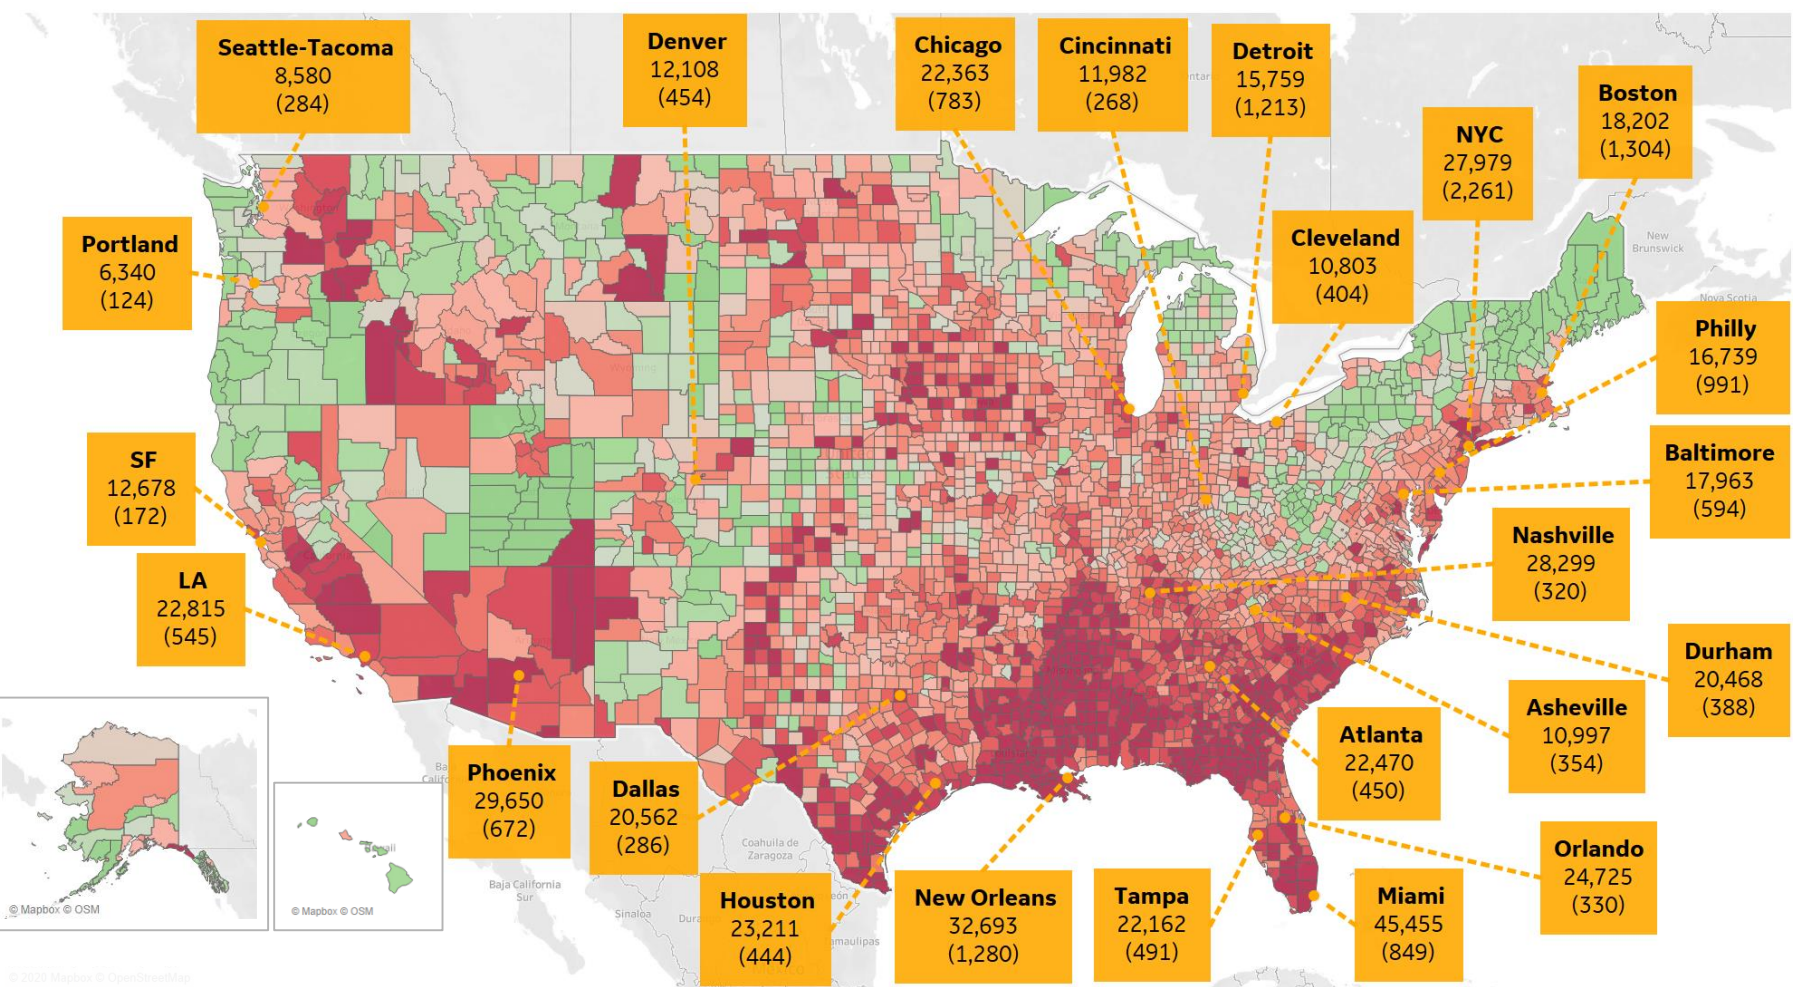 Seattle-Tacoma
8,580
(284)
Denver
12,108
(454)
Chicago
22,363
(783)
Cincinnati
11,982
(268)
Detroit
15,759
(1,213)
Boston
18,202
(1,304)
NYC
27,979
(2,261)
Cleveland
10,803
(404)
Portland
6,340
(124)
New
Brunswick
Nova Scotia
Philly
16,739
(991)
SF
12,678
(172)
Baltimore
17,963
(594)
Nashville
28,299
(320)
LA
22,815
(545)
Durham
20,468
(388)
Asheville
10,997
(354)
Atlanta
22,470
(450)
Phoenix
29,650
(672)
Dallas
20,562
(286)
Coahuila de
Zaragoza
Orlando
24,725
(330)
Houston
23,211
(444)
New Orleans
32,693
(1,280)
Tampa
22,162
(491)
Miami
45,455
(849)
Baja California
Sur
Sinaloa
© Mapbox © OSM
© Mapbox © OSM
© 2020 Mapbox © OpenStreetMap